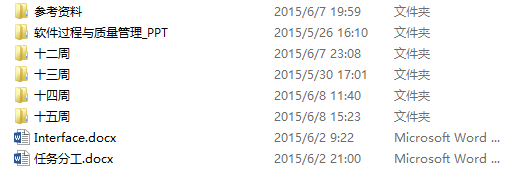 参考资料 2015/6/7 19:59 文件夹
软件过程与质量管理_PPT 2015/5/26 16:10 文件夹
十二周 2015/6/7 23:08 文件夹
十三周 2015/5/30 17:01 文件夹
十四周 2015/6/8 11:40 文件夹
十五周 2015/6/8 15:23 文件夹
Interface.docx 2015/6/2 9:22 Microsoft Word ...
任务分工.docx 2015/6/2 21:00 Microsoft Word ...